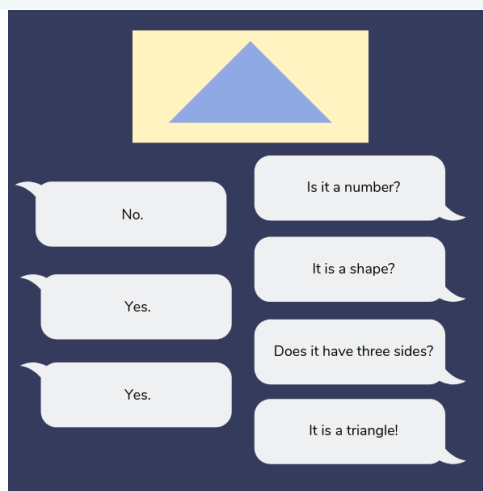 Is it a number?
No.
It is a shape?
Yes.
Does it have three sides?
Yes.
It is a triangle!